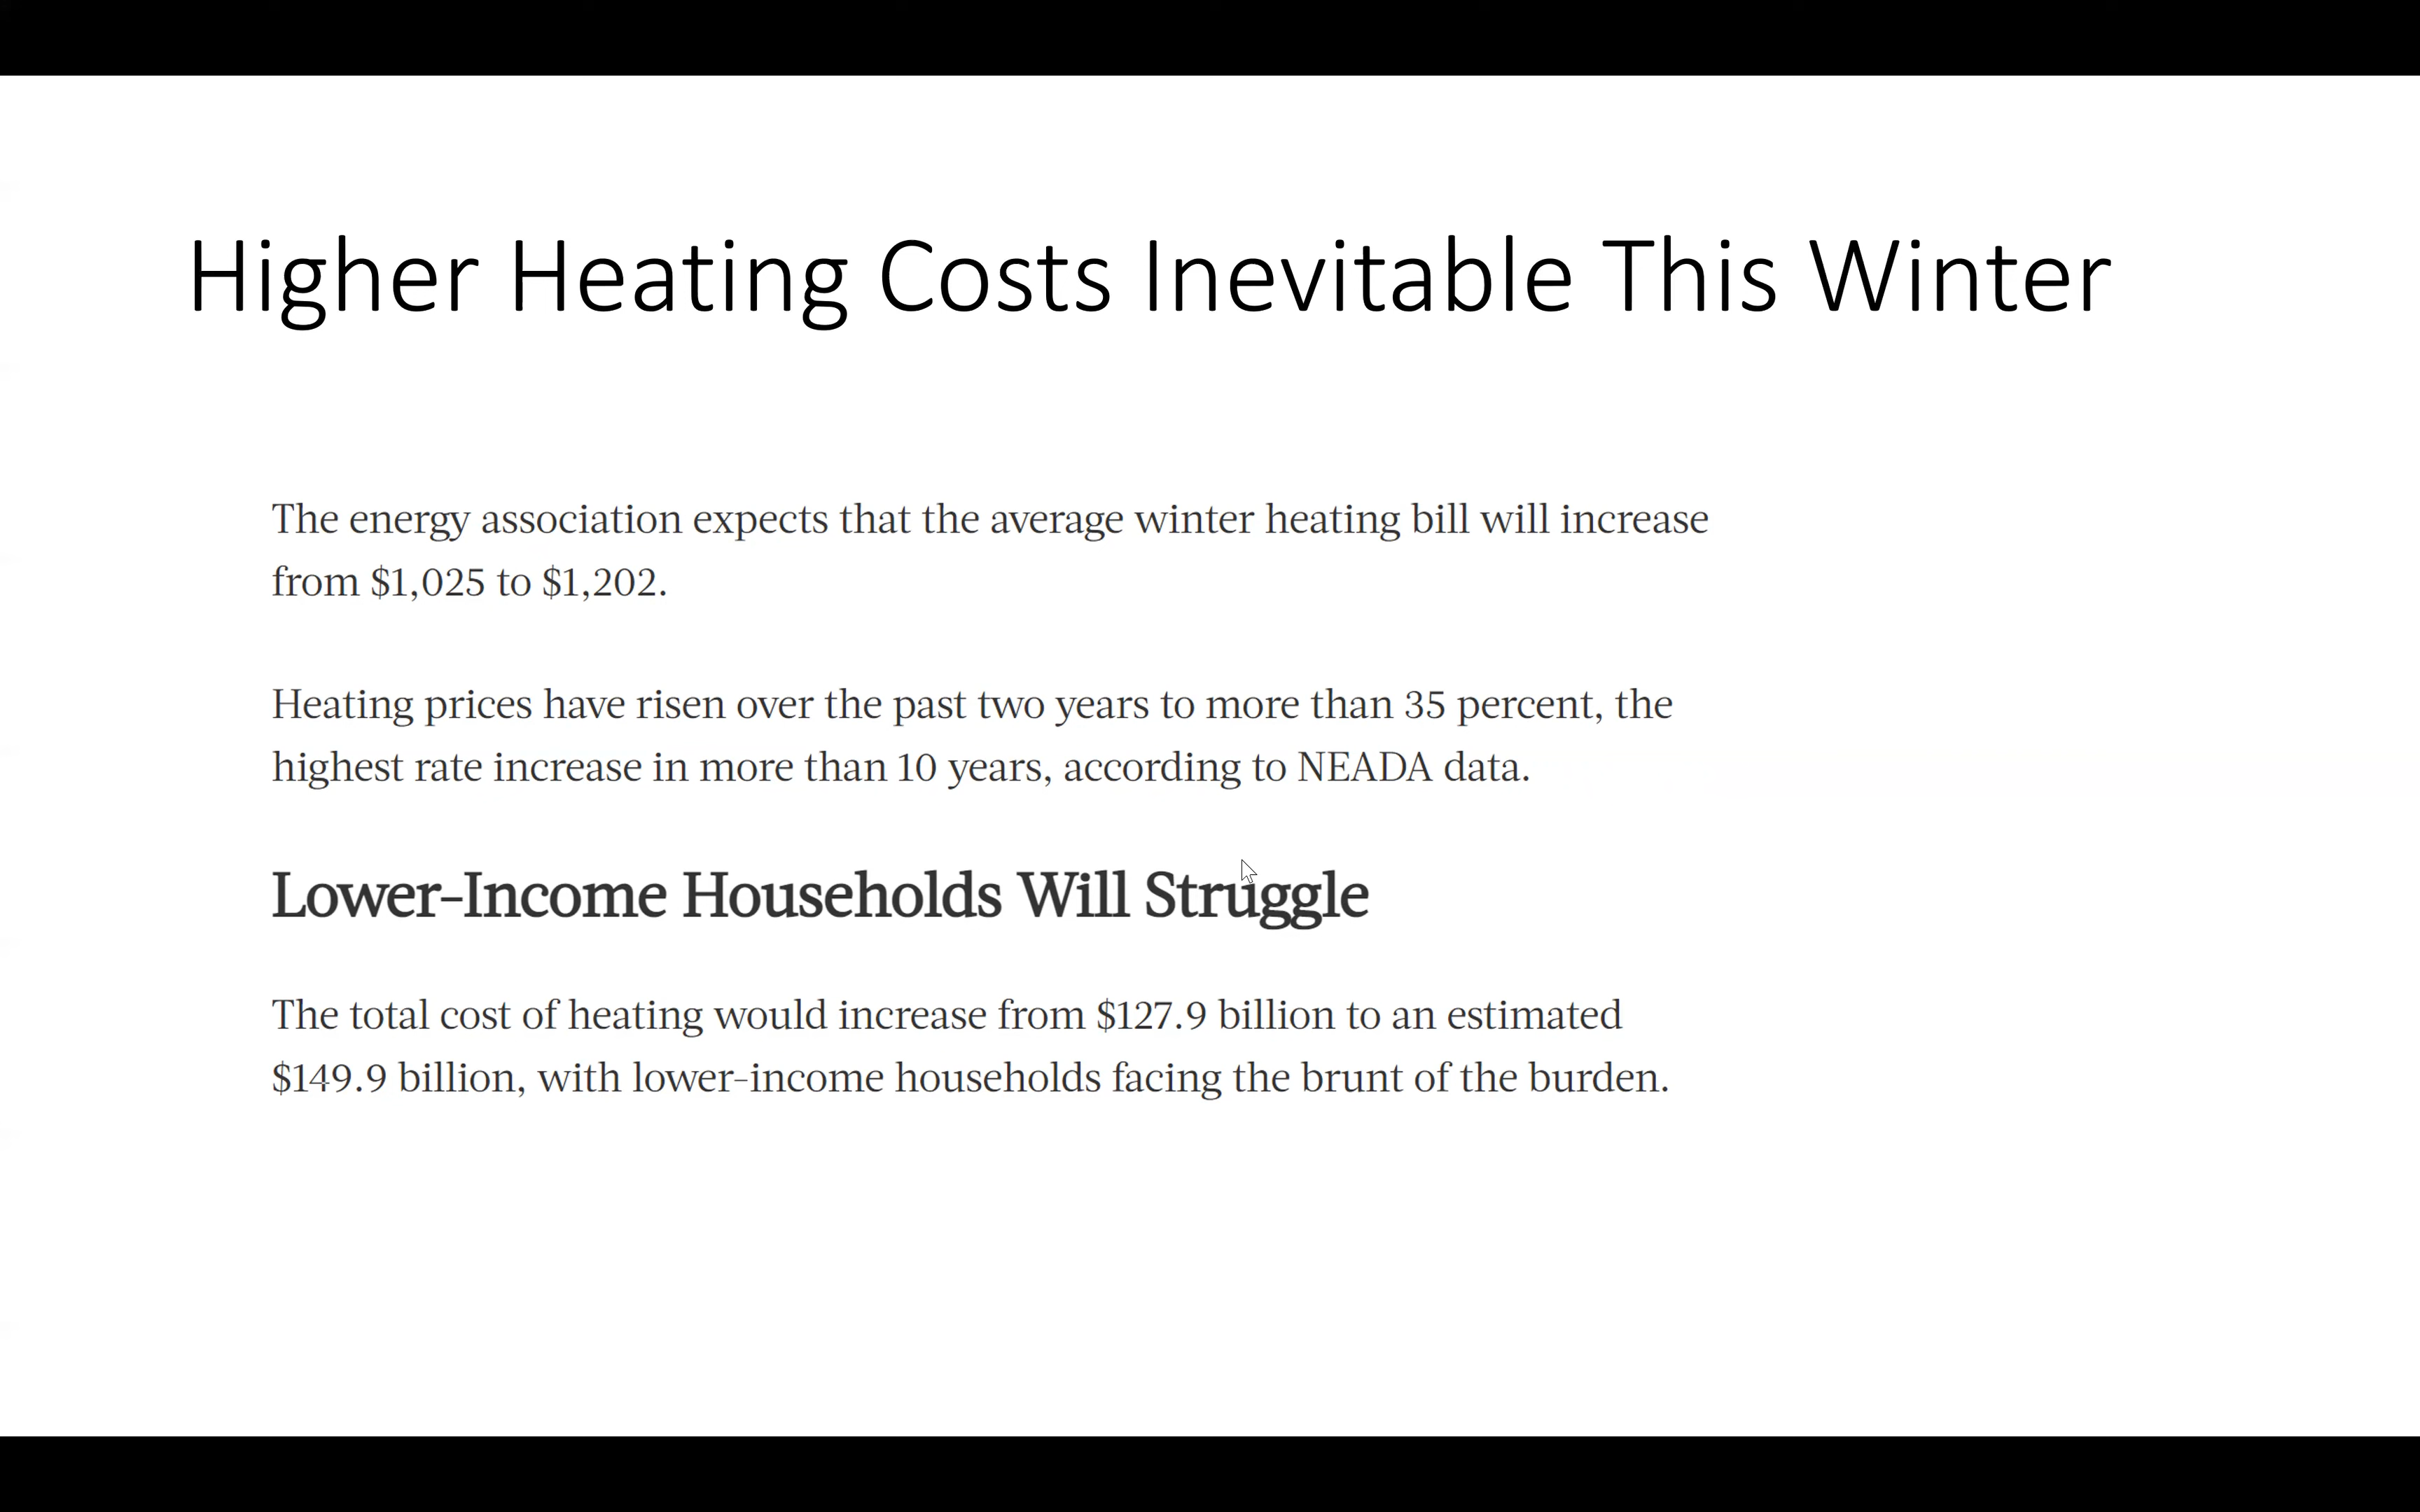 Higher Heating Costs Inevitable This Winter
The energy association expects that the average winter heating bill will increase
from $1,025 to $1,202.
Heating prices have risen over the past two years to more than 35 percent, the
highest rate increase in more than 10 years, according to NEADA data.
Lower-Income Households Will Struggle
The total cost of heating would increase from $127.9 billion to an estimated
$149.9 billion, with lower-income households facing the brunt of the burden.